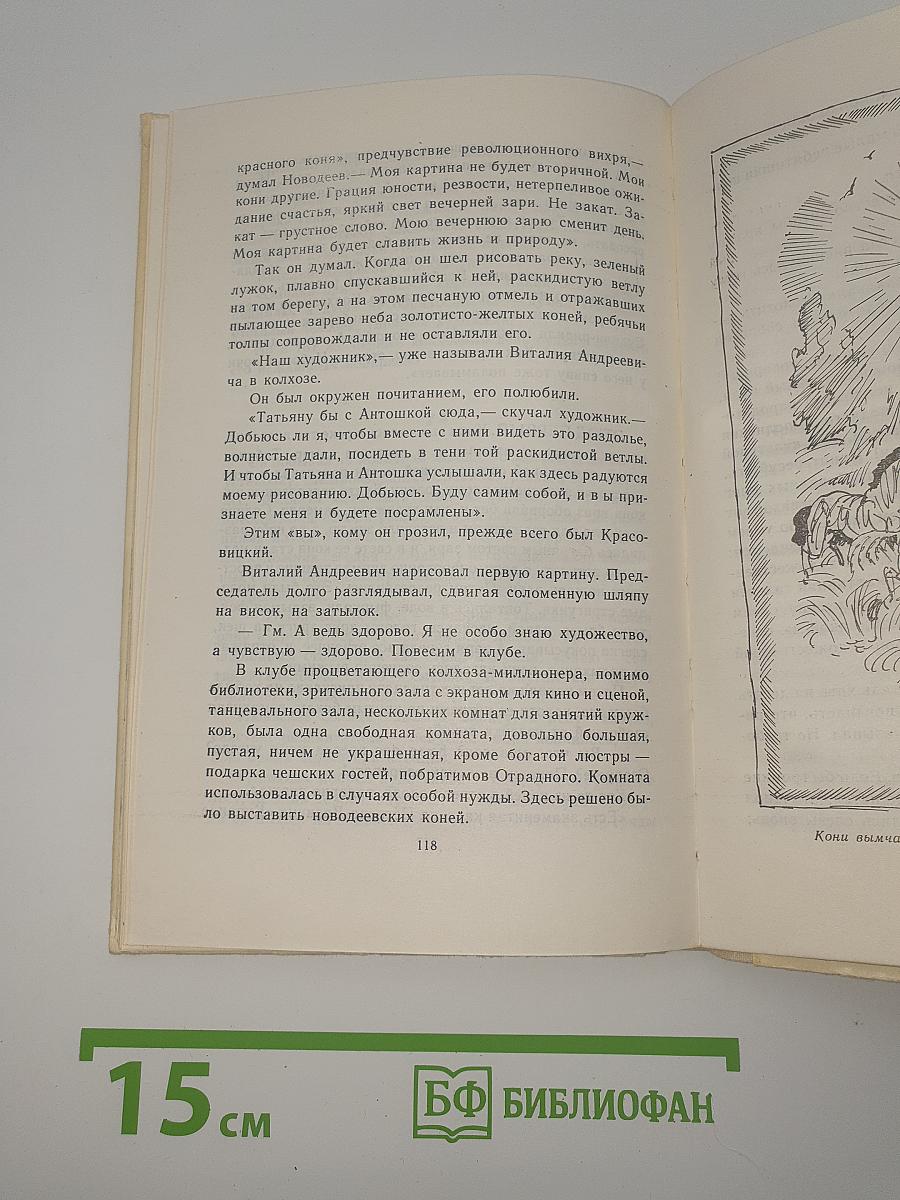 красного коня», предчувствие революционного вихря,—
думал Новодеев.— Моя картина не будет вторичной. Мои
кони другие. Грация юности, резвости, нетерпеливое ожи-
дание счастья, яркий свет вечерней зари. Не закат. За-
кат — грустное слово. Мою вечернюю зарю сменит день.
Моя картина будет славить жизнь и природу».
Так он думал. Когда он шел рисовать реку, зеленый
лужок, плавно спускавшийся к ней, раскидистую ветлу
на том берегу, а на этом песчаную отмель и отражавших
пылающее зарево неба золотисто-желтых коней, ребячьи
толпы сопровождали и не оставляли его.
«Наш художник»,— уже называли Виталия Андрееви-
ча в колхозе.
Он был окружен почитанием, его полюбили.
«Татьяну бы с Антошкой сюда,— скучал художник.—
Добьюсь ли я, чтобы вместе с ними видеть это раздолье,
волнистые дали, посидеть в тени той раскидистой ветлы.
И чтобы Татьяна и Антошка услышали, как здесь радуются
моему рисованию. Добьюсь. Буду самим собой, и вы при-
знаете меня и будете посрамлены».
Этим «вы», кому он грозил, прежде всего был Красо-
вицкий.
Виталий Андреевич нарисовал первую картину. Пред-
седатель долго разглядывал, сдвигая соломенную шляпу
на висок, на затылок.
— Гм. А ведь здорово. Я не особо знаю художество,
а чувствую — здорово. Повесим в клубе.
В клубе процветающего колхоза-миллионера, помимо
библиотеки, зрительного зала с экраном для кино и сценой,
танцевального зала, нескольких комнат для занятий круж-
ков, была одна свободная комната, довольно большая,
пустая, ничем не украшенная, кроме богатой люстры —
подарка чешских гостей, побратимов Отрадного. Комната
использовалась в случаях особой нужды. Здесь решено бы-
ло выставить новодеевских коней.
118
Кони вымча
15 см
БФ БИБЛИОФАН